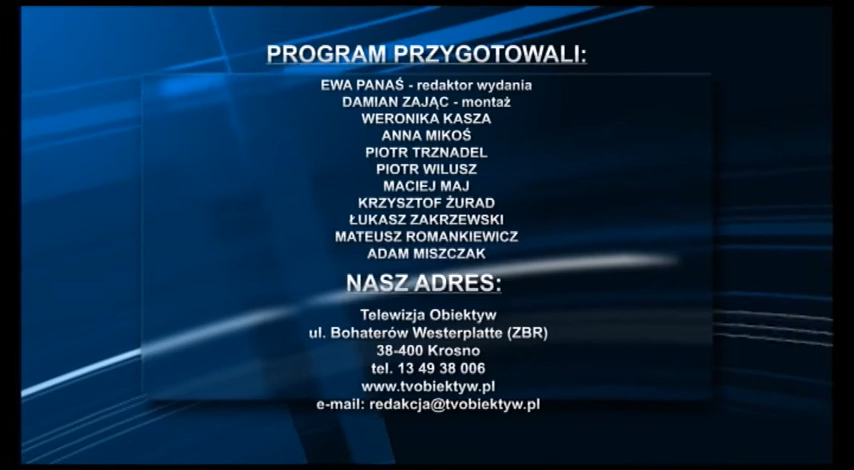 PROGRAM PRZYGOTOWALI:
EWA PANAŚ - redaktor wydania
DAMIAN ZAJĄC - montaż
WERONIKA KASZA
ANNA MIKOŚ
PIOTR TRZNADEL
PIOTR WILUSZ
MACIEJ MAJ
KRZYSZTOF ŻURAD
ŁUKASZ ZAKRZEWSKI
MATEUSZ ROMANKIEWICZ
ADAM MISZCZAK
NASZ ADRES:
Telewizja Obiektyw
ul. Bohaterów Westerplatte (ZBR)
38-400 Krosno
tel. 13 49 38 006
www.tvobiektyw.pl
e-mail: redakcja@tvobiektyw.pl